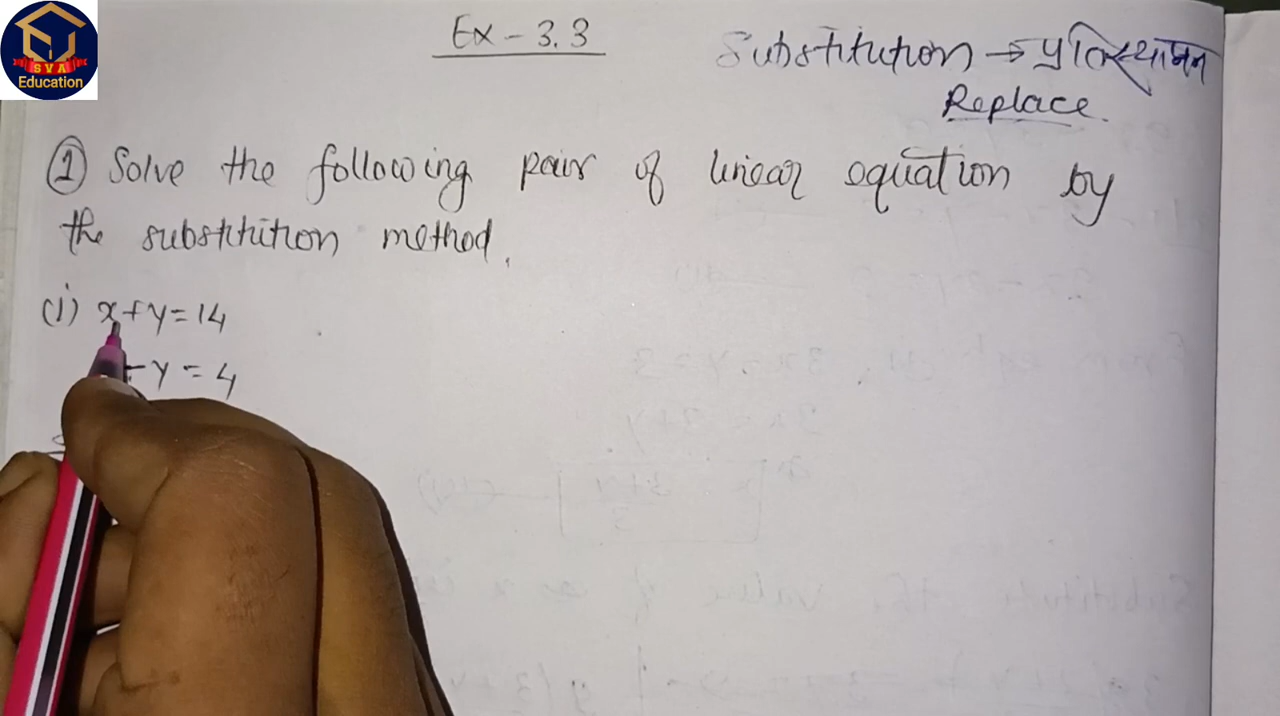 SVA
Education
Ex - 3.3
Substitution → प्रतिस्थापन
Replace.
① Solve the following pair of linear equation by
the substitution method.
(i) x+y=14
- y = 4